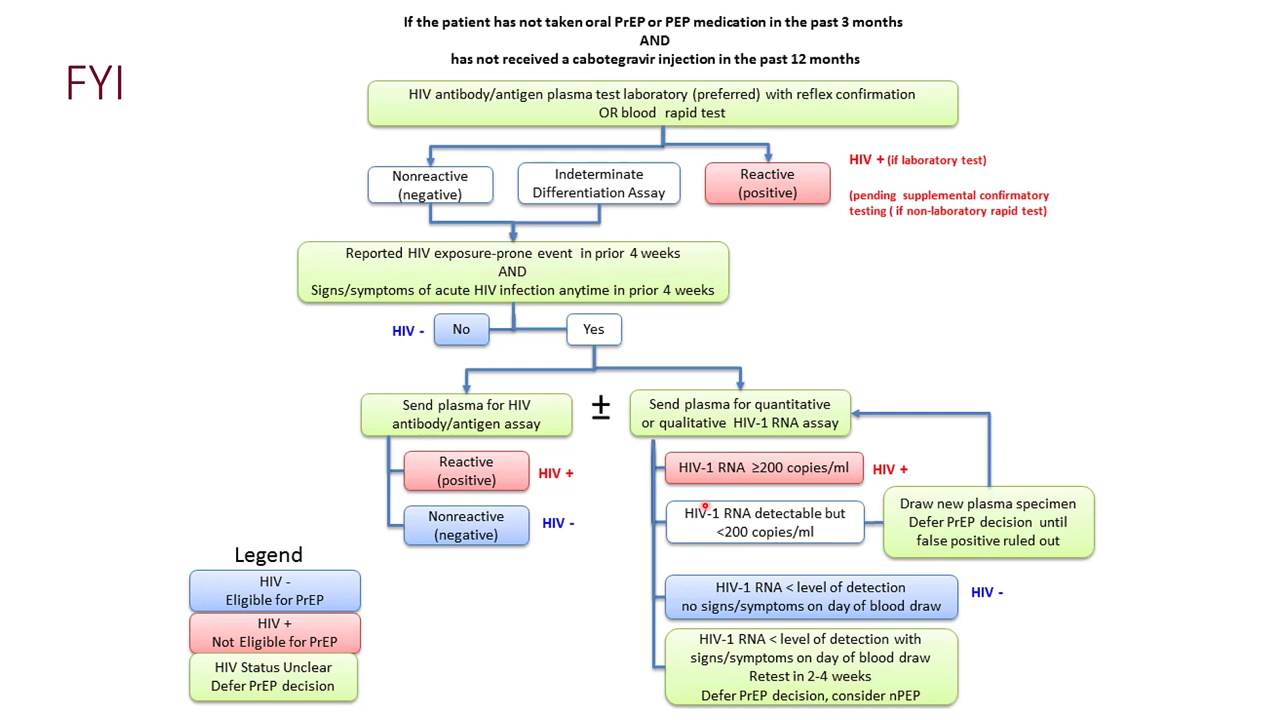 If the patient has not taken oral PrEP or PEP medication in the past 3 months
AND
has not received a cabotegravir injection in the past 12 months
FYI
HIV antibody/antigen plasma test laboratory (preferred) with reflex confirmation
OR blood rapid test
Nonreactive
(negative)
Indeterminate
Differentiation Assay
Reactive
(positive)
HIV + (if laboratory test)
(pending supplemental confirmatory
testing ( if non-laboratory rapid test)
Reported HIV exposure-prone event in prior 4 weeks
AND
Signs/symptoms of acute HIV infection anytime in prior 4 weeks
HIV -
No
Yes
Send plasma for HIV
antibody/antigen assay
±
Send plasma for quantitative
or qualitative HIV-1 RNA assay
Reactive
(positive)
HIV +
Nonreactive
(negative)
HIV -
HIV-1 RNA ≥200 copies/ml
HIV +
HIV-1 RNA detectable but
<200 copies/ml
Draw new plasma specimen
Defer PrEP decision until
false positive ruled out
HIV-1 RNA < level of detection
no signs/symptoms on day of blood draw
HIV -
HIV-1 RNA < level of detection with
signs/symptoms on day of blood draw
Retest in 2-4 weeks
Defer PrEP decision, consider nPEP
Legend
HIV -
Eligible for PrEP
HIV +
Not Eligible for PrEP
HIV Status Unclear
Defer PrEP decision